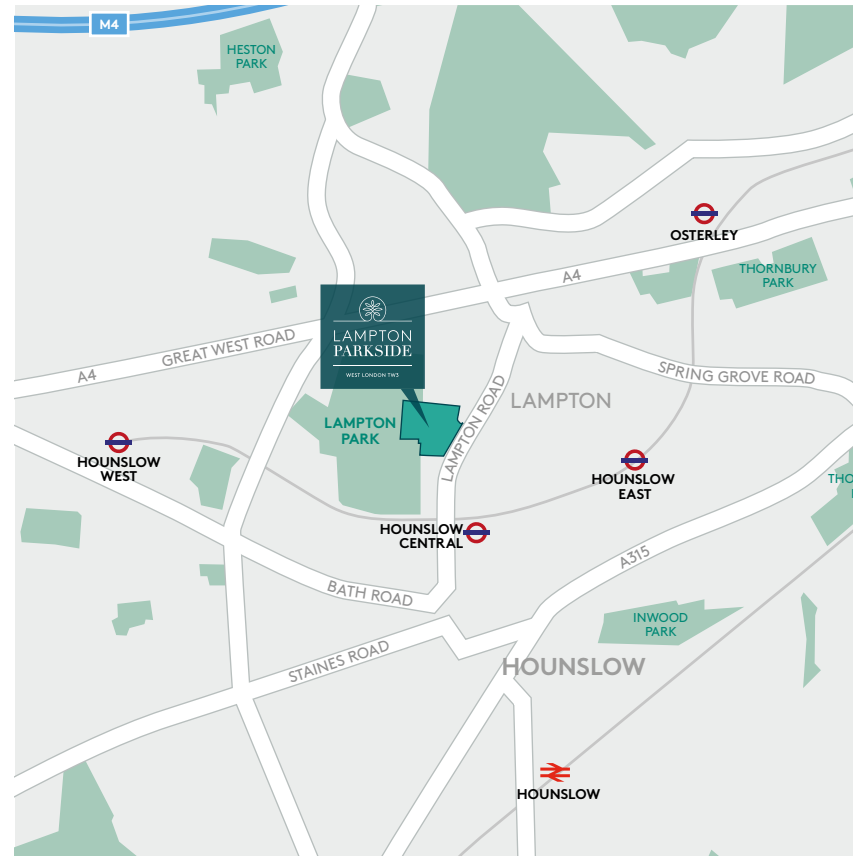 M4
HESTON
PARK
OSTERLEY
THORNBURY
PARK
A4
LAMPTON
PARKSIDE
WEST LONDON TW3
GREAT WEST ROAD
A4
SPRING GROVE ROAD
LAMPTON
LAMPTON ROAD
LAMPTON
PARK
HOUNSLOW
WEST
HOUNSLOW
EAST
THO
HOUNSLOW
CENTRAL
A315
BATH ROAD
INWOOD
PARK
STAINES ROAD
HOUNSLOW
HOUNSLOW